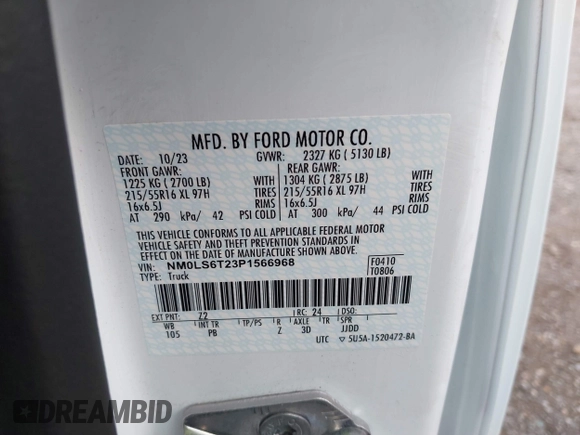 MFD. BY FORD MOTOR CO.
DATE: 10/23 GVWR: 2327 KG ( 5130 LB)
FRONT GAWR: REAR GAWR:
1225 KG ( 2700 LB) 1304 KG ( 2875 LB)
215/55R16 XL 97H TIRES 215/55R16 XL 97H TIRES
16x6.5J RIMS 16x6.5J RIMS
AT 290 kPa/ 42 PSI COLD AT 300 kPa/ 44 PSI COLD
THIS VEHICLE CONFORMS TO ALL APPLICABLE FEDERAL MOTOR
VEHICLE SAFETY AND THEFT PREVENTION STANDARDS IN EFFECT
ON THE DATE OF MANUFACTURE SHOWN ABOVE.
VIN: NM0LS6T23P1566968 F0410
TYPE: Truck T0806
EXT PNT: Z2 RC: 24 DSO:
WB INT TR TP/PS R AXLE TR SPR
105 PB Z 3D JJDD
UTC ▽ 5U5A-1520472-BA
DREAMBID